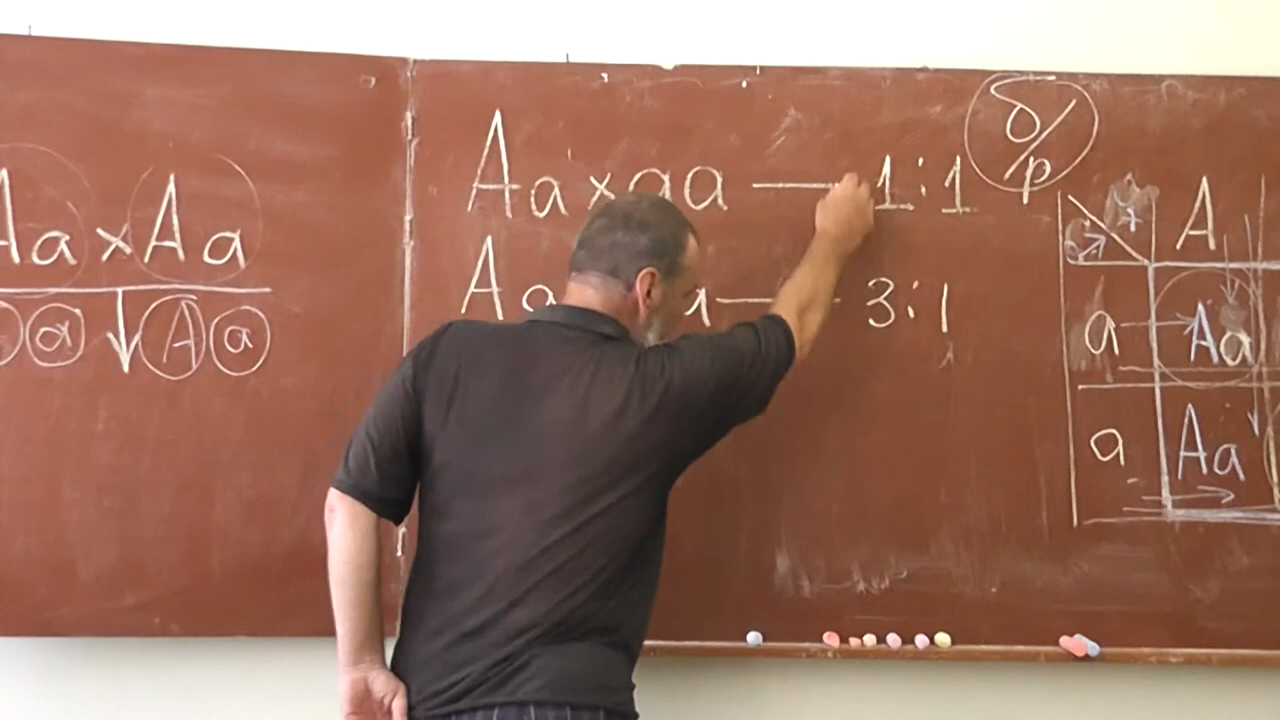 Aa×Aa
a A a
Aa×aa — 1:1
Aa a — 3:1
б/р
A
a Aa
a Aa